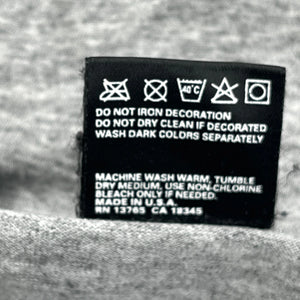 40°C
DO NOT IRON DECORATION
DO NOT DRY CLEAN IF DECORATED
WASH DARK COLORS SEPARATELY
MACHINE WASH WARM, TUMBLE
DRY MEDIUM. USE NON-CHLORINE
BLEACH ONLY IF NEEDED.
MADE IN U.S.A.
RN 13765 CA 18345